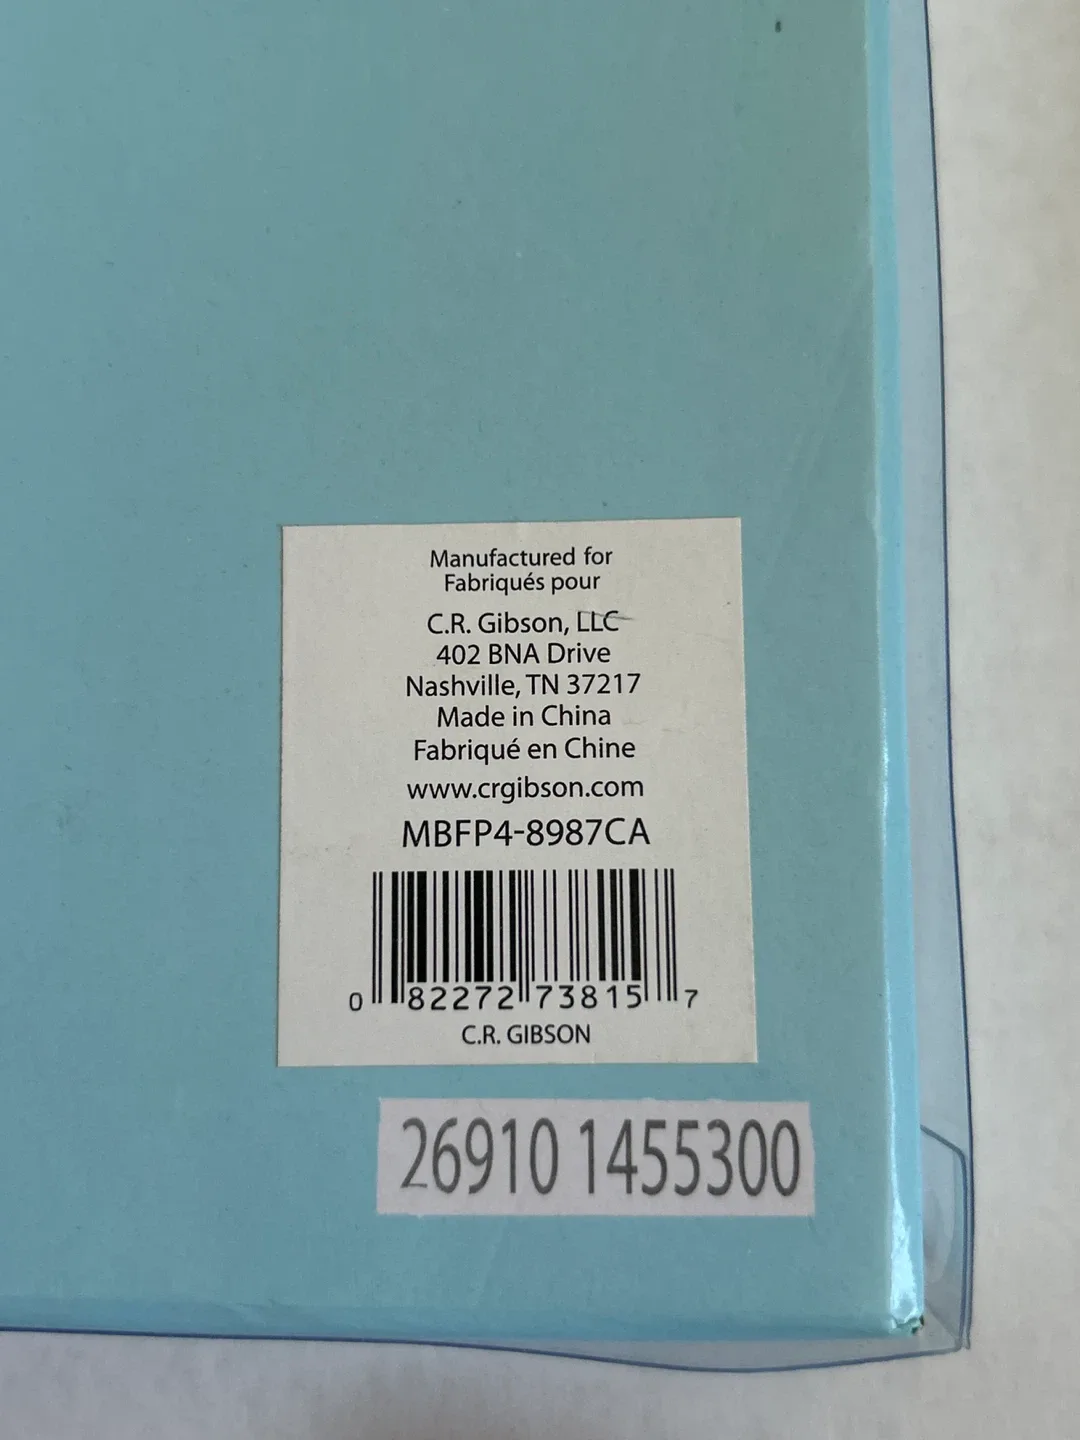 Manufactured for
Fabriqués pour
C.R. Gibson, LLC
402 BNA Drive
Nashville, TN 37217
Made in China
Fabriqué en Chine
www.crgibson.com
MBFP4-8987CA
0 82272 73815 7
C.R. GIBSON
26910 1455300